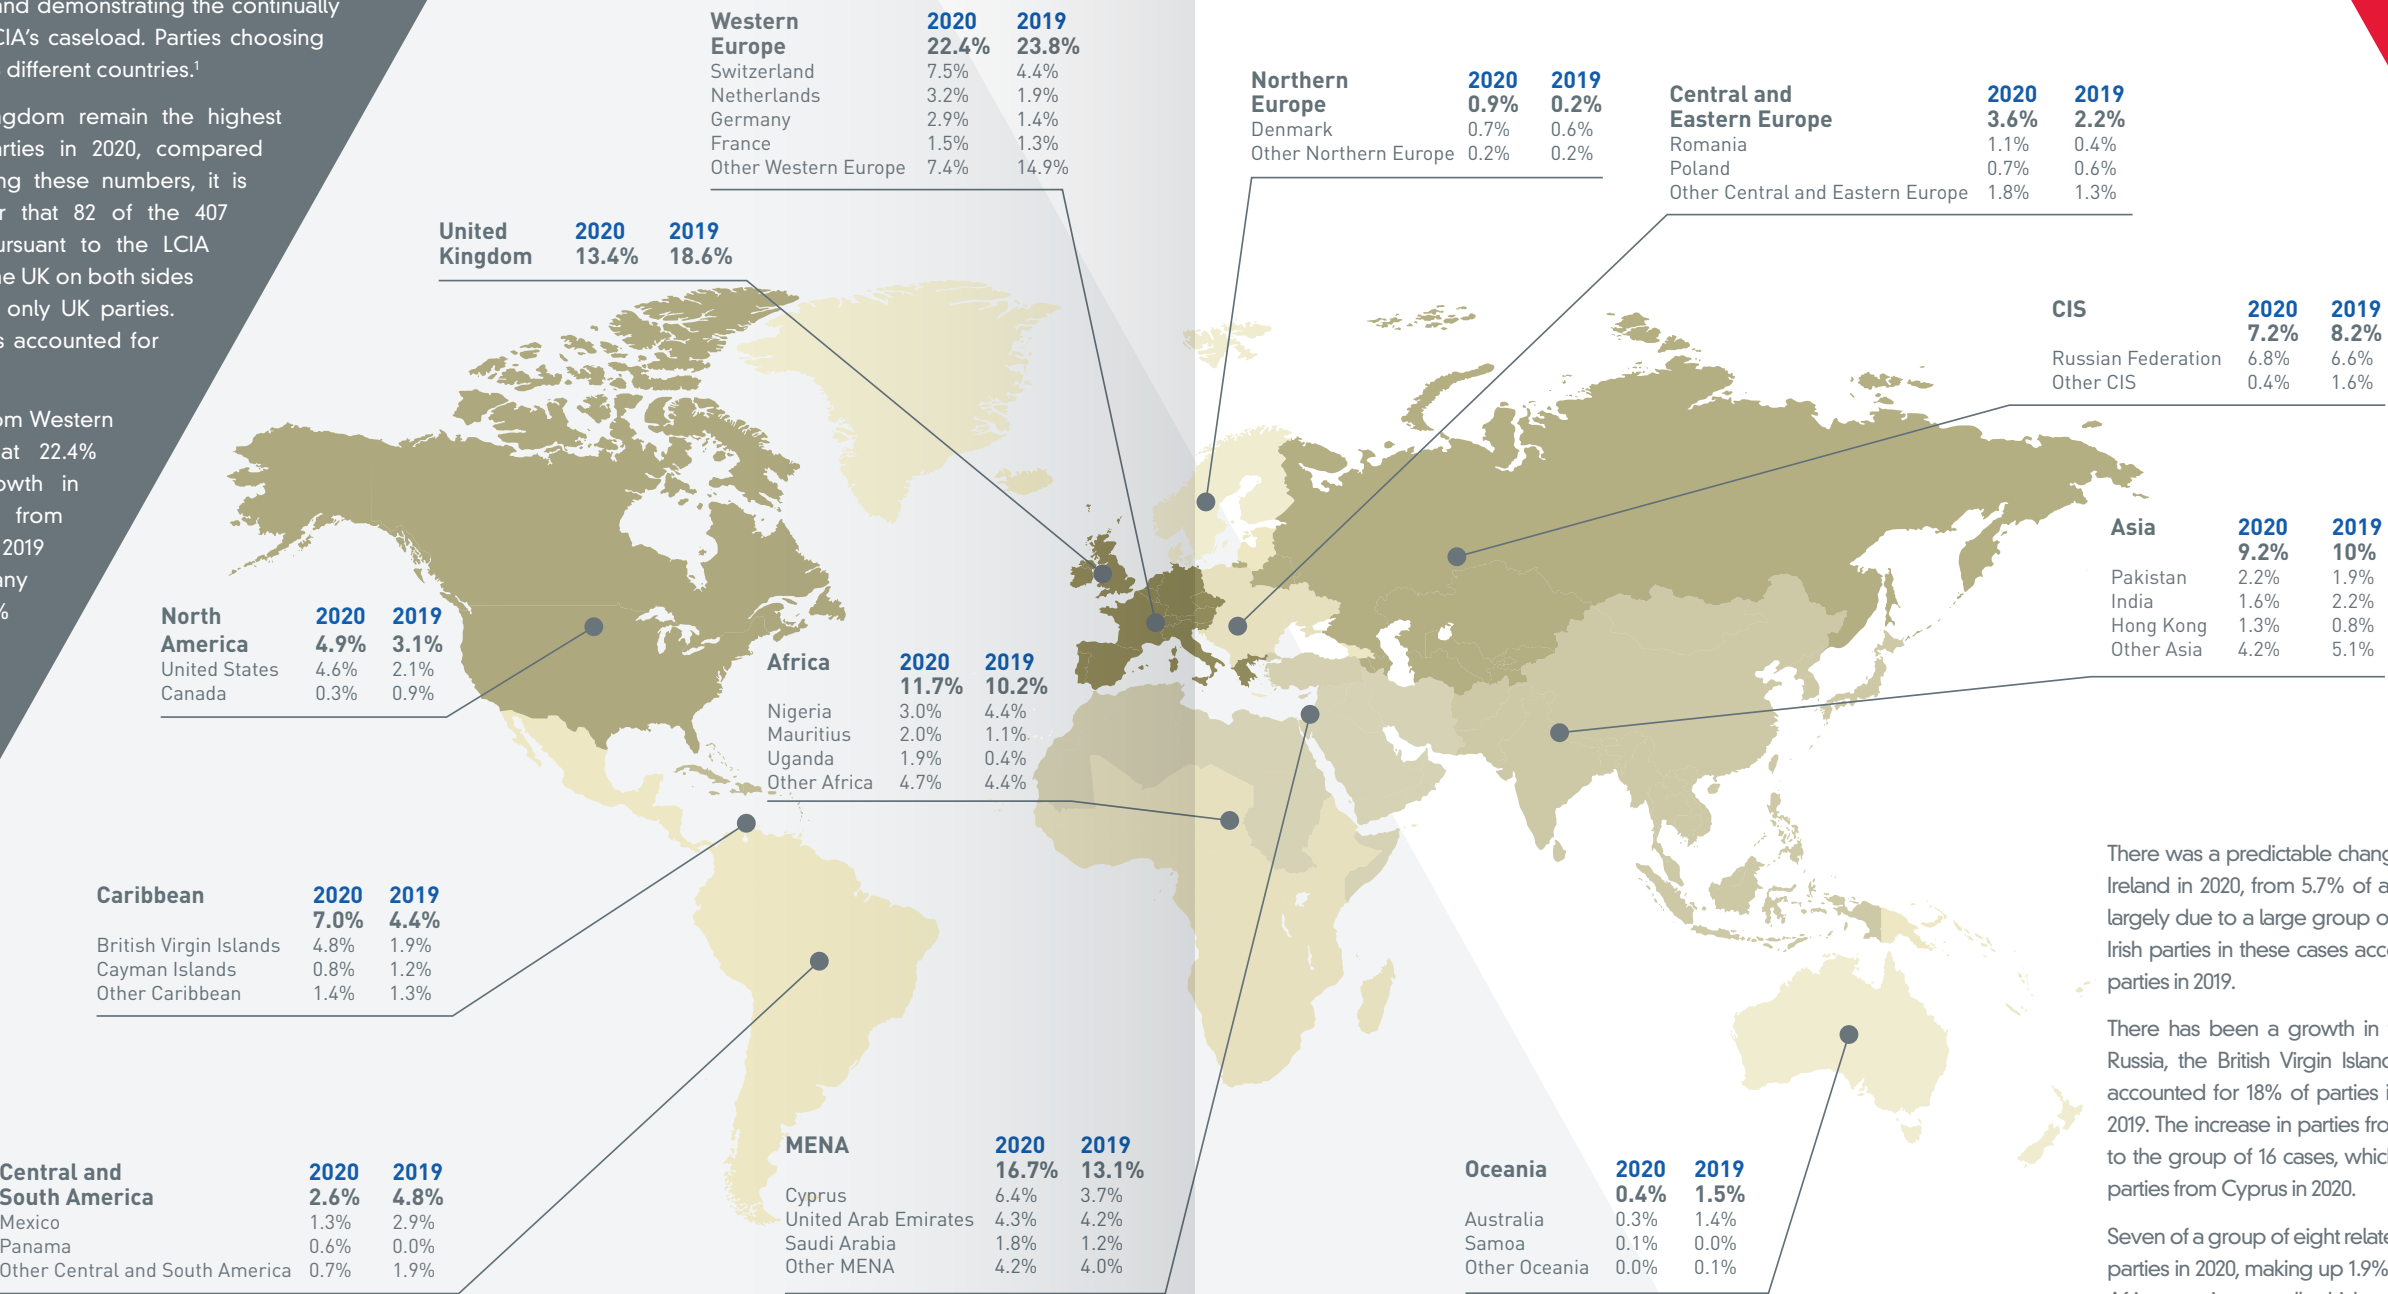 and demonstrating the continually
CIA's caseload. Parties choosing
different countries.¹
gdom remain the highest
arties in 2020, compared
ng these numbers, it is
r that 82 of the 407
ursuant to the LCIA
he UK on both sides
only UK parties.
s accounted for
om Western
at 22.4%
owth in
from
2019
any
%
Western 2020 2019
Europe 22.4% 23.8%
Switzerland 7.5% 4.4%
Netherlands 3.2% 1.9%
Germany 2.9% 1.4%
France 1.5% 1.3%
Other Western Europe 7.4% 14.9%
Northern 2020 2019
Europe 0.9% 0.2%
Denmark 0.7% 0.6%
Other Northern Europe 0.2% 0.2%
Central and 2020 2019
Eastern Europe 3.6% 2.2%
Romania 1.1% 0.4%
Poland 0.7% 0.6%
Other Central and Eastern Europe 1.8% 1.3%
United 2020 2019
Kingdom 13.4% 18.6%
CIS 2020 2019
7.2% 8.2%
Russian Federation 6.8% 6.6%
Other CIS 0.4% 1.6%
Asia 2020 2019
9.2% 10%
Pakistan 2.2% 1.9%
India 1.6% 2.2%
Hong Kong 1.3% 0.8%
Other Asia 4.2% 5.1%
North 2020 2019
America 4.9% 3.1%
United States 4.6% 2.1%
Canada 0.3% 0.9%
Africa 2020 2019
11.7% 10.2%
Nigeria 3.0% 4.4%
Mauritius 2.0% 1.1%
Uganda 1.9% 0.4%
Other Africa 4.7% 4.4%
Caribbean 2020 2019
7.0% 4.4%
British Virgin Islands 4.8% 1.9%
Cayman Islands 0.8% 1.2%
Other Caribbean 1.4% 1.3%
Central and 2020 2019
South America 2.6% 4.8%
Mexico 1.3% 2.9%
Panama 0.6% 0.0%
Other Central and South America 0.7% 1.9%
MENA 2020 2019
16.7% 13.1%
Cyprus 6.4% 3.7%
United Arab Emirates 4.3% 4.2%
Saudi Arabia 1.8% 1.2%
Other MENA 4.2% 4.0%
Oceania 2020 2019
0.4% 1.5%
Australia 0.3% 1.4%
Samoa 0.1% 0.0%
Other Oceania 0.0% 0.1%
There was a predictable chang
Ireland in 2020, from 5.7% of a
largely due to a large group o
Irish parties in these cases acc
parties in 2019.
There has been a growth in
Russia, the British Virgin Island
accounted for 18% of parties i
2019. The increase in parties fro
to the group of 16 cases, which
parties from Cyprus in 2020.
Seven of a group of eight relate
parties in 2020, making up 1.9%